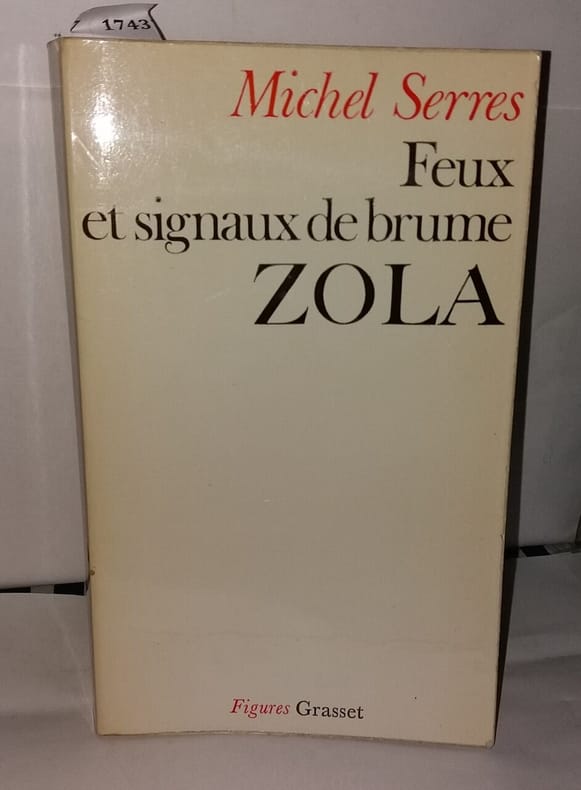 1743
Michel Serres
Feux
et signaux de brume
ZOLA
Figures Grasset